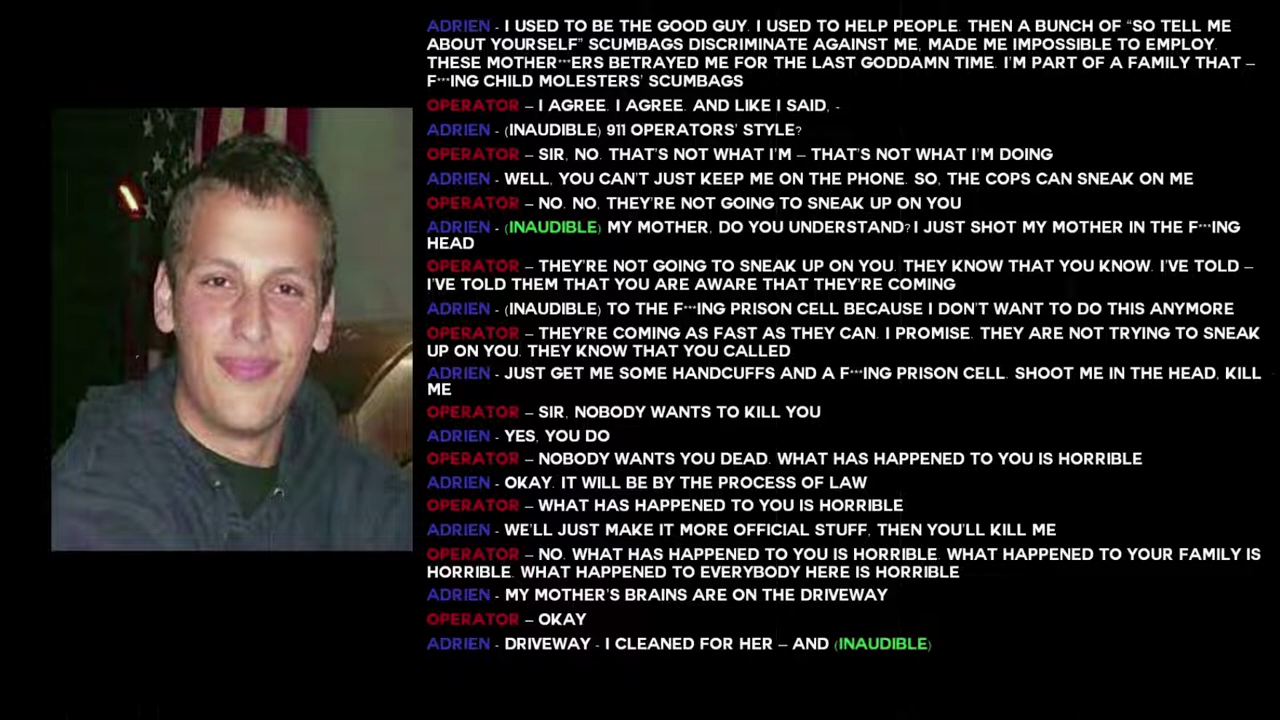 ADRIEN - I USED TO BE THE GOOD GUY. I USED TO HELP PEOPLE. THEN A BUNCH OF "SO TELL ME
ABOUT YOURSELF" SCUMBAGS DISCRIMINATE AGAINST ME, MADE ME IMPOSSIBLE TO EMPLOY.
THESE MOTHER***ERS BETRAYED ME FOR THE LAST GODDAMN TIME. I'M PART OF A FAMILY THAT –
F***ING CHILD MOLESTERS' SCUMBAGS
OPERATOR – I AGREE. I AGREE. AND LIKE I SAID, -
ADRIEN - (INAUDIBLE) 911 OPERATORS' STYLE?
OPERATOR – SIR, NO. THAT'S NOT WHAT I'M – THAT'S NOT WHAT I'M DOING
ADRIEN - WELL, YOU CAN'T JUST KEEP ME ON THE PHONE. SO, THE COPS CAN SNEAK ON ME
OPERATOR – NO. NO, THEY'RE NOT GOING TO SNEAK UP ON YOU
ADRIEN - (INAUDIBLE) MY MOTHER, DO YOU UNDERSTAND? I JUST SHOT MY MOTHER IN THE F***ING
HEAD
OPERATOR – THEY'RE NOT GOING TO SNEAK UP ON YOU. THEY KNOW THAT YOU KNOW. I'VE TOLD –
I'VE TOLD THEM THAT YOU ARE AWARE THAT THEY'RE COMING
ADRIEN - (INAUDIBLE) TO THE F***ING PRISON CELL BECAUSE I DON'T WANT TO DO THIS ANYMORE
OPERATOR – THEY'RE COMING AS FAST AS THEY CAN. I PROMISE. THEY ARE NOT TRYING TO SNEAK
UP ON YOU. THEY KNOW THAT YOU CALLED
ADRIEN - JUST GET ME SOME HANDCUFFS AND A F***ING PRISON CELL. SHOOT ME IN THE HEAD, KILL
ME
OPERATOR – SIR, NOBODY WANTS TO KILL YOU
ADRIEN - YES, YOU DO
OPERATOR – NOBODY WANTS YOU DEAD. WHAT HAS HAPPENED TO YOU IS HORRIBLE
ADRIEN - OKAY. IT WILL BE BY THE PROCESS OF LAW
OPERATOR – WHAT HAS HAPPENED TO YOU IS HORRIBLE
ADRIEN - WE'LL JUST MAKE IT MORE OFFICIAL STUFF, THEN YOU'LL KILL ME
OPERATOR – NO. WHAT HAS HAPPENED TO YOU IS HORRIBLE. WHAT HAPPENED TO YOUR FAMILY IS
HORRIBLE. WHAT HAPPENED TO EVERYBODY HERE IS HORRIBLE
ADRIEN - MY MOTHER'S BRAINS ARE ON THE DRIVEWAY
OPERATOR – OKAY
ADRIEN - DRIVEWAY - I CLEANED FOR HER – AND (INAUDIBLE)